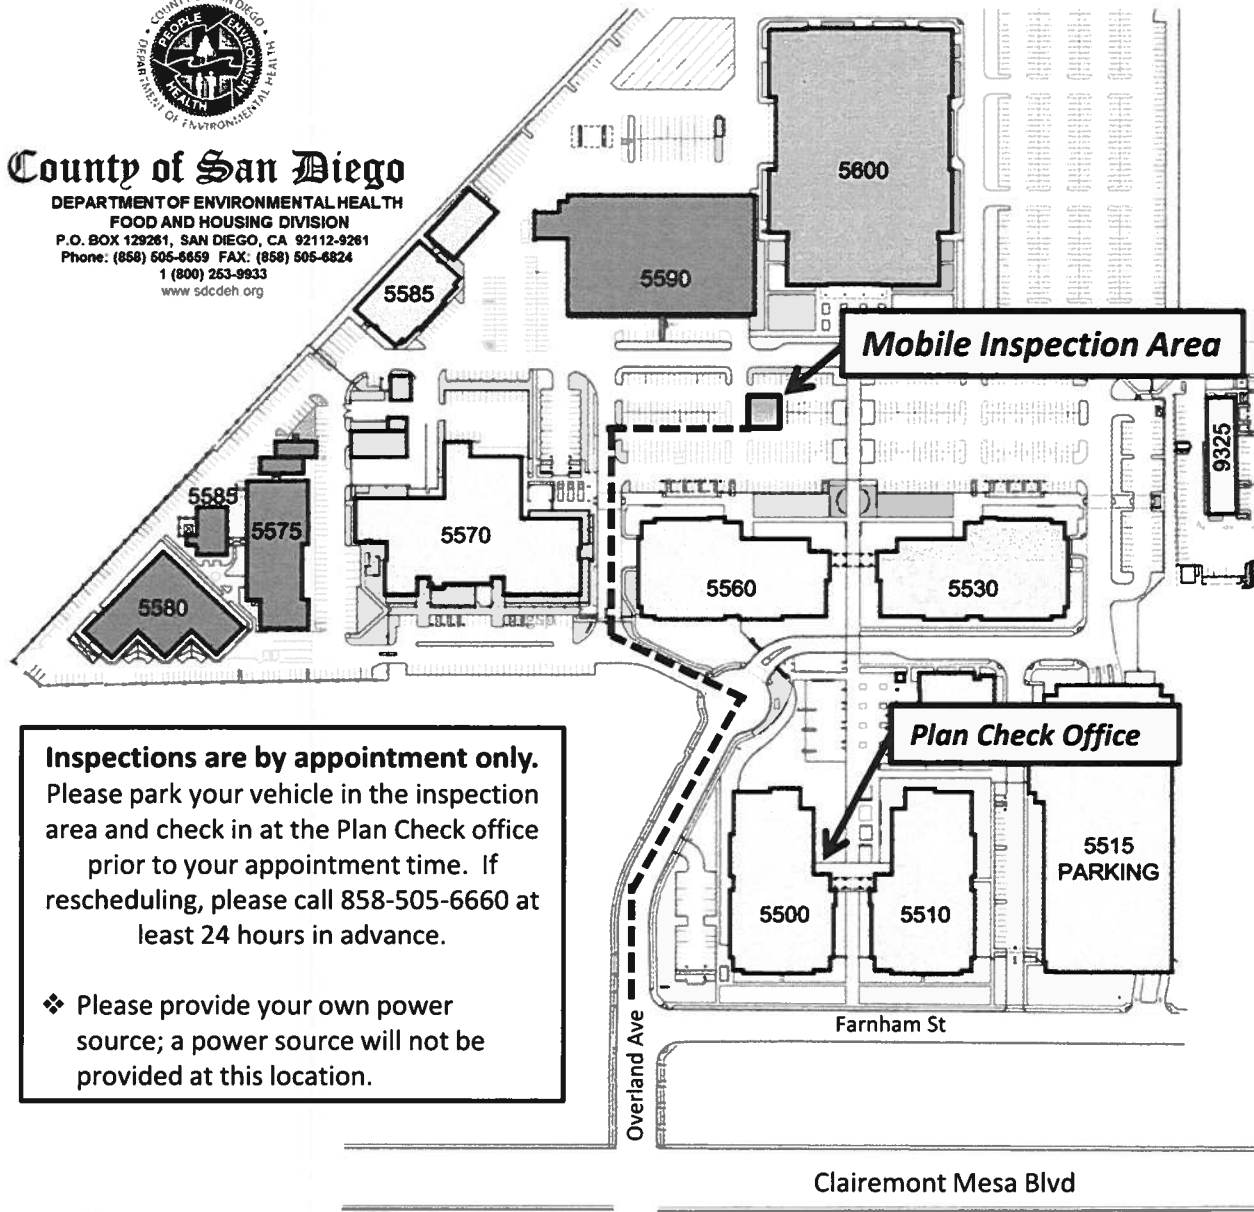 COUNTY OF SAN DIEGO
DEPARTMENT OF ENVIRONMENTAL HEALTH
PEOPLE
ENVIRONMENT
HEALTH
County of San Diego
DEPARTMENT OF ENVIRONMENTAL HEALTH
FOOD AND HOUSING DIVISION
P.O. BOX 129261, SAN DIEGO, CA 92112-9261
Phone: (858) 505-6659 FAX: (858) 505-6824
1 (800) 253-9933
www sdcdeh org
5600
5590
5585
Mobile Inspection Area
9325
5585
5575
5570
5560
5530
5580
Plan Check Office
Inspections are by appointment only.
Please park your vehicle in the inspection
area and check in at the Plan Check office
prior to your appointment time. If
rescheduling, please call 858-505-6660 at
least 24 hours in advance.
❖ Please provide your own power
source; a power source will not be
provided at this location.
5500
5510
5515
PARKING
Farnham St
Overland Ave
Clairemont Mesa Blvd